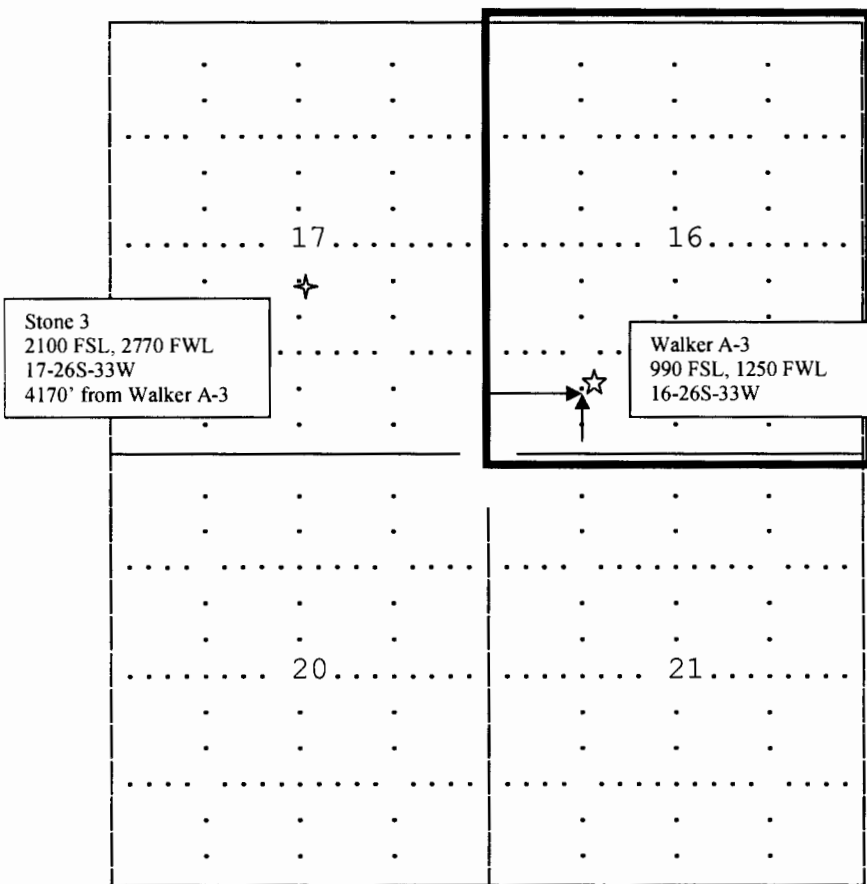 17
16
Stone 3
2100 FSL, 2770 FWL
17-26S-33W
4170' from Walker A-3
Walker A-3
990 FSL, 1250 FWL
16-26S-33W
20
21